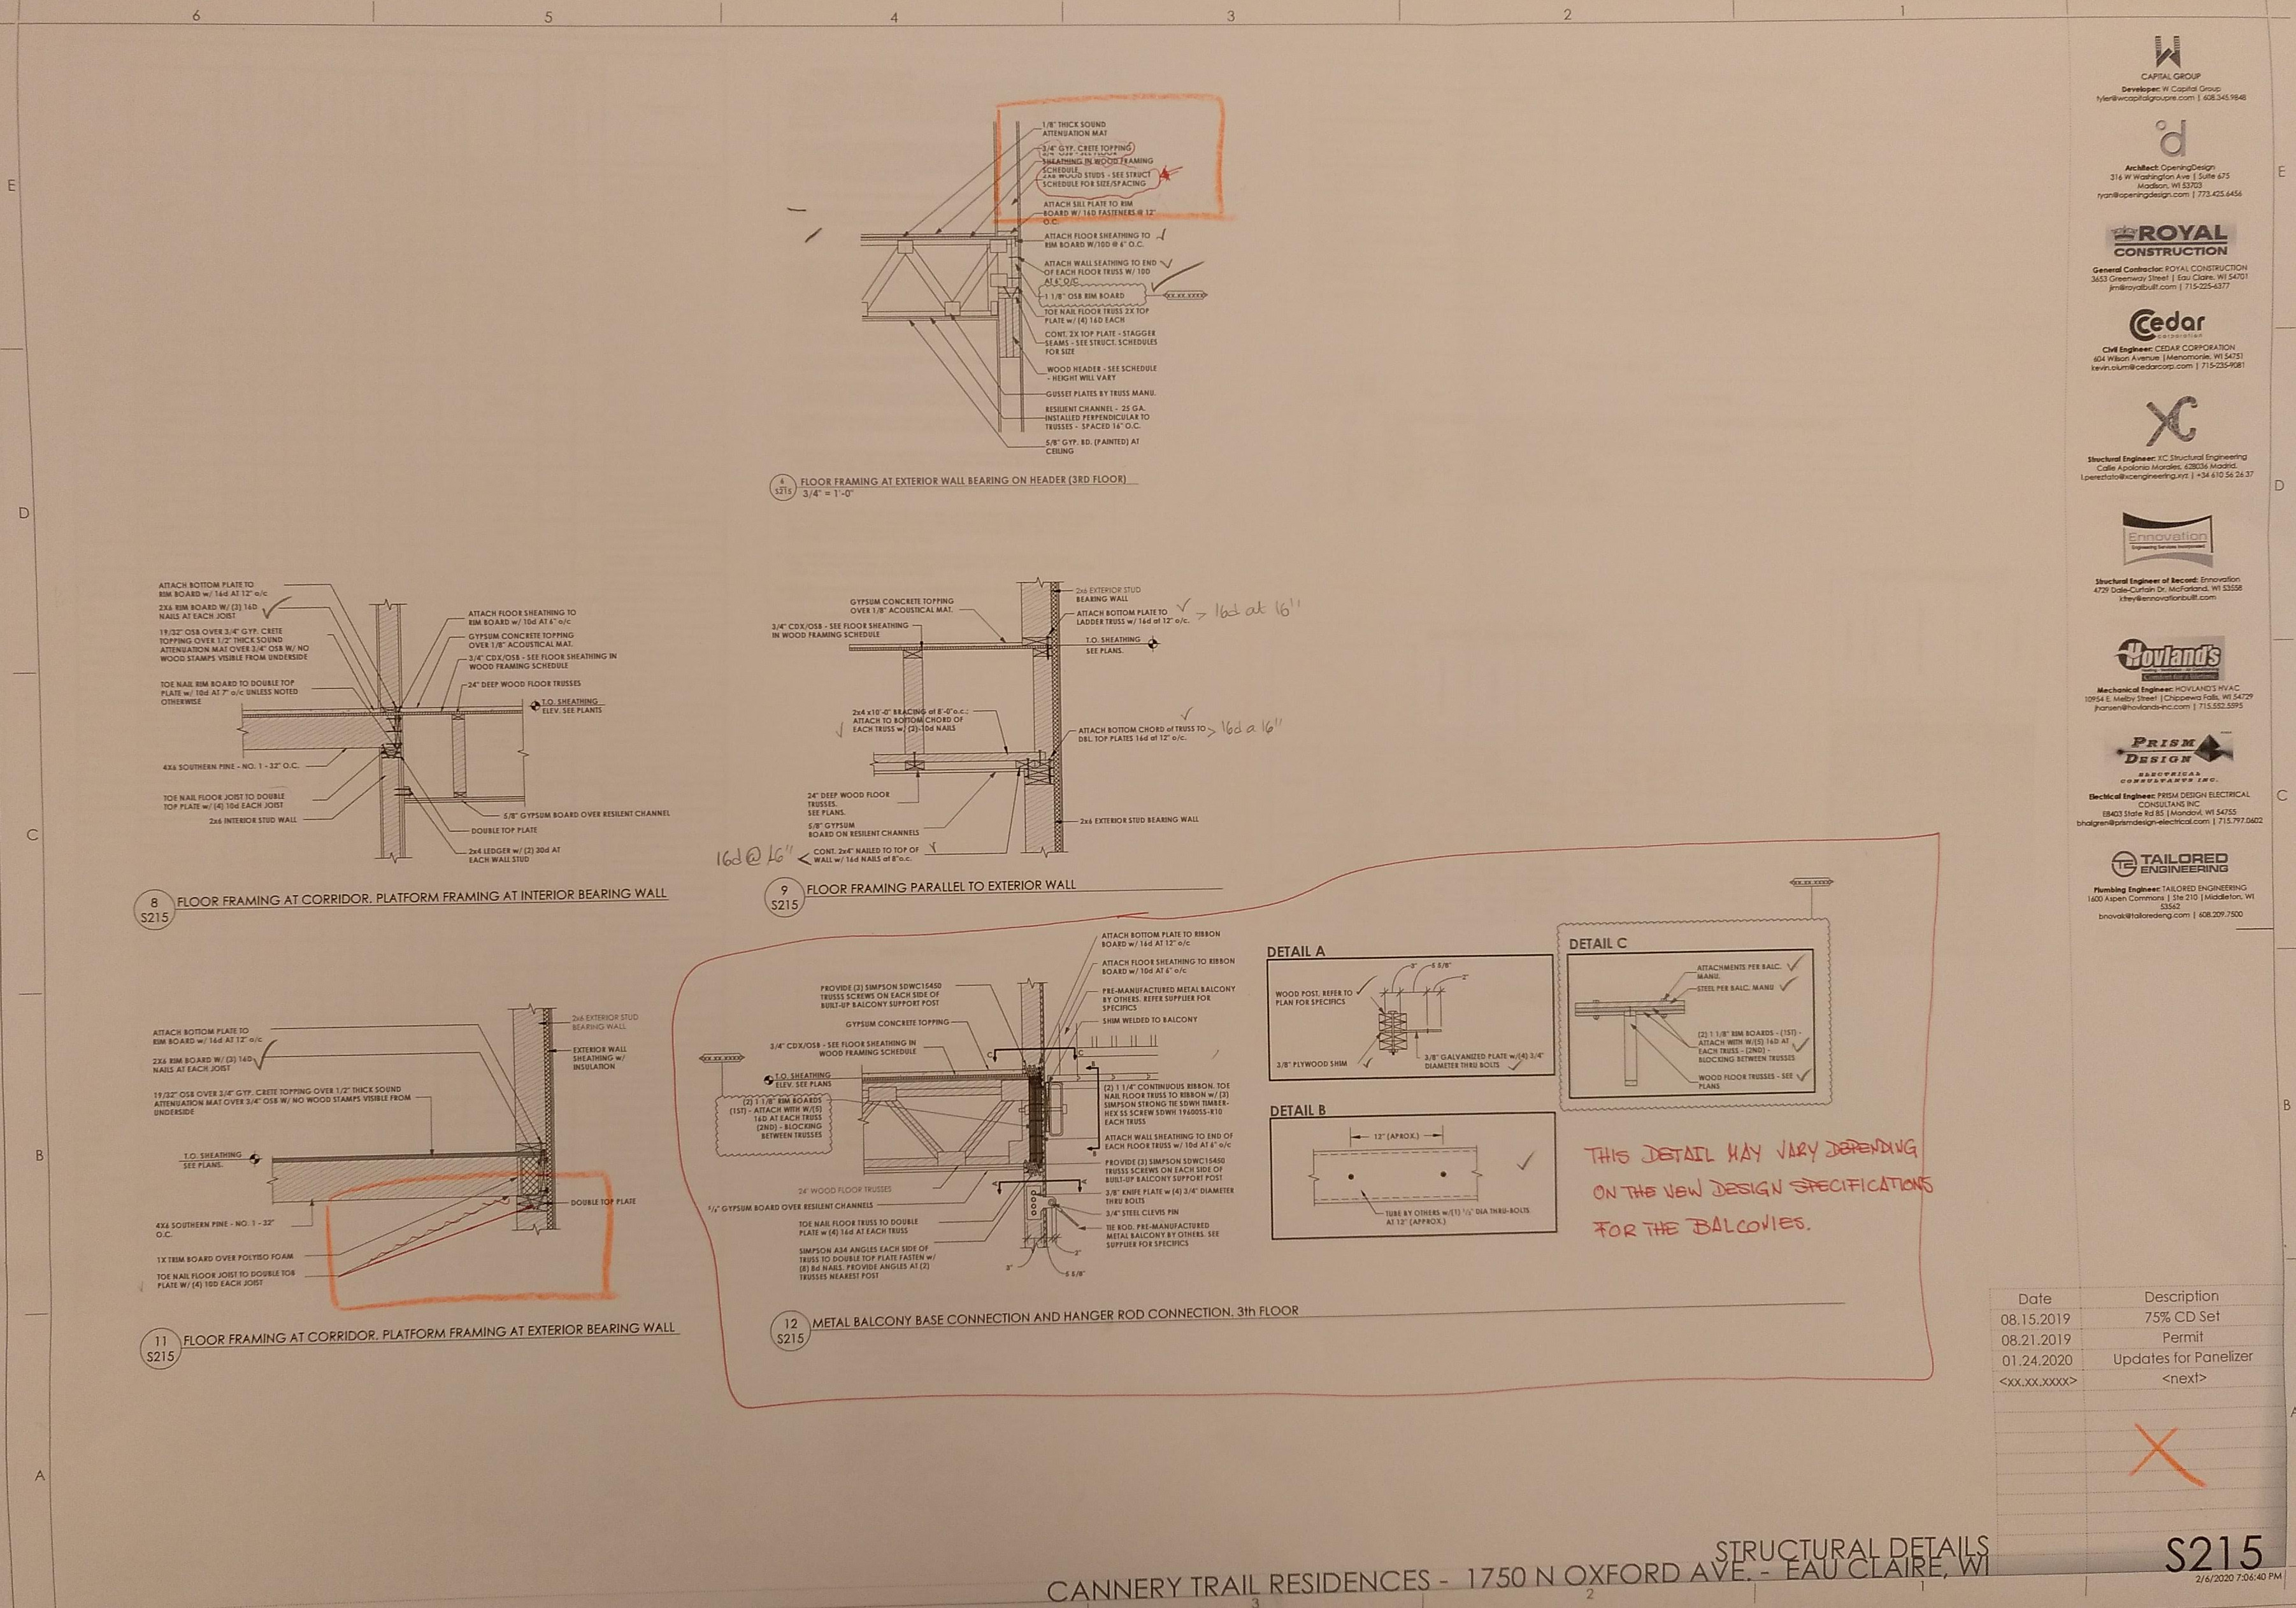 6
5
4
3
2
1
E
D
C
B
A
1/8" THICK SOUND
ATTENUATION MAT
3/4" GYP. CRETE TOPPING
SHEATHING IN WOOD FRAMING
SCHEDULE
2X6 WOOD STUDS - SEE STRUCT
SCHEDULE FOR SIZE/SPACING
ATTACH SILL PLATE TO RIM
BOARD W/ 16D FASTENERS @ 12"
O.C.
ATTACH FLOOR SHEATHING TO
RIM BOARD W/10D @ 6" O.C.
ATTACH WALL SEATHING TO END
OF EACH FLOOR TRUSS W/ 10D
AT 6" O/C
1 1/8" OSB RIM BOARD
<xx.xx.xxxx>
TOE NAIL FLOOR TRUSS 2X TOP
PLATE w/ (4) 16D EACH
CONT. 2X TOP PLATE - STAGGER
SEAMS - SEE STRUCT. SCHEDULES
FOR SIZE
WOOD HEADER - SEE SCHEDULE
- HEIGHT WILL VARY
GUSSET PLATES BY TRUSS MANU.
RESILIENT CHANNEL - 25 GA.
INSTALLED PERPENDICULAR TO
TRUSSES - SPACED 16" O.C.
5/8" GYP. BD. (PAINTED) AT
CEILING
6
S215
FLOOR FRAMING AT EXTERIOR WALL BEARING ON HEADER (3RD FLOOR)
3/4" = 1'-0"
ATTACH BOTTOM PLATE TO
RIM BOARD w/ 16d AT 12" o/c
2X6 RIM BOARD W/ (3) 16D
NAILS AT EACH JOIST
19/32" OSB OVER 3/4" GYP. CRETE
TOPPING OVER 1/2" THICK SOUND
ATTENUATION MAT OVER 3/4" OSB W/ NO
WOOD STAMPS VISIBLE FROM UNDERSIDE
TOE NAIL RIM BOARD TO DOUBLE TOP
PLATE w/ 10d AT 7" o/c UNLESS NOTED
OTHERWISE
4X6 SOUTHERN PINE - NO. 1 - 32" O.C.
TOE NAIL FLOOR JOIST TO DOUBLE
TOP PLATE w/ (4) 10d EACH JOIST
2x6 INTERIOR STUD WALL
ATTACH FLOOR SHEATHING TO
RIM BOARD w/ 10d AT 6" o/c
GYPSUM CONCRETE TOPPING
OVER 1/8" ACOUSTICAL MAT.
3/4" CDX/OSB - SEE FLOOR SHEATHING IN
WOOD FRAMING SCHEDULE
24" DEEP WOOD FLOOR TRUSSES
T.O. SHEATHING
ELEV. SEE PLANTS
5/8" GYPSUM BOARD OVER RESILENT CHANNEL
DOUBLE TOP PLATE
2x4 LEDGER w/ (2) 30d AT
EACH WALL STUD
8
S215
FLOOR FRAMING AT CORRIDOR. PLATFORM FRAMING AT INTERIOR BEARING WALL
GYPSUM CONCRETE TOPPING
OVER 1/8" ACOUSTICAL MAT.
3/4" CDX/OSB - SEE FLOOR SHEATHING
IN WOOD FRAMING SCHEDULE
2x6 EXTERIOR STUD
BEARING WALL
ATTACH BOTTOM PLATE TO
LADDER TRUSS w/ 16d at 12" o/c.
> 16d at 16"
T.O. SHEATHING
SEE PLANS.
2x4 x10'-0" BRACING at 8'-0"o.c.;
ATTACH TO BOTTOM CHORD OF
EACH TRUSS w/ (2)-10d NAILS
ATTACH BOTTOM CHORD of TRUSS TO
DBL. TOP PLATES 16d at 12" o/c.
> 16d a 16"
24" DEEP WOOD FLOOR
TRUSSES.
SEE PLANS.
5/8" GYPSUM
BOARD ON RESILENT CHANNELS
2x6 EXTERIOR STUD BEARING WALL
16d @ 16" <
CONT. 2x4" NAILED TO TOP OF
WALL w/ 16d NAILS at 8"o.c.
9
S215
FLOOR FRAMING PARALLEL TO EXTERIOR WALL
ATTACH BOTTOM PLATE TO
RIM BOARD w/ 16d AT 12" o/c
2X6 RIM BOARD W/ (3) 16D
NAILS AT EACH JOIST
19/32" OSB OVER 3/4" GYP. CRETE TOPPING OVER 1/2" THICK SOUND
ATTENUATION MAT OVER 3/4" OSB W/ NO WOOD STAMPS VISIBLE FROM
UNDERSIDE
2x6 EXTERIOR STUD
BEARING WALL
EXTERIOR WALL
SHEATHING w/
INSULATION
T.O. SHEATHING
SEE PLANS.
DOUBLE TOP PLATE
4X6 SOUTHERN PINE - NO. 1 - 32"
O.C.
1X TRIM BOARD OVER POLYISO FOAM
TOE NAIL FLOOR JOIST TO DOUBLE TOP
PLATE W/ (4) 10D EACH JOIST
11
S215
FLOOR FRAMING AT CORRIDOR. PLATFORM FRAMING AT EXTERIOR BEARING WALL
PROVIDE (3) SIMPSON SDWC15450
TRUSSS SCREWS ON EACH SIDE OF
BUILT-UP BALCONY SUPPORT POST
GYPSUM CONCRETE TOPPING
3/4" CDX/OSB - SEE FLOOR SHEATHING IN
WOOD FRAMING SCHEDULE
<xx.xx.xxxx>
T.O. SHEATHING
ELEV. SEE PLANS
(2) 1 1/8" RIM BOARDS
(1ST) - ATTACH WITH W/(5)
16D AT EACH TRUSS
(2ND) - BLOCKING
BETWEEN TRUSSES
24" WOOD FLOOR TRUSSES
GYPSUM BOARD OVER RESILENT CHANNELS
TOE NAIL FLOOR TRUSS TO DOUBLE
PLATE w/ (4) 16d AT EACH TRUSS
SIMPSON A34 ANGLES EACH SIDE OF
TRUSS TO DOUBLE TOP PLATE FASTEN w/
(8) 8d NAILS. PROVIDE ANGLES AT (2)
TRUSSES NEAREST POST
ATTACH BOTTOM PLATE TO RIBBON
BOARD w/ 16d AT 12" o/c
ATTACH FLOOR SHEATHING TO RIBBON
BOARD w/ 10d AT 6" o/c
PRE-MANUFACTURED METAL BALCONY
BY OTHERS. REFER SUPPLIER FOR
SPECIFICS
SHIM WELDED TO BALCONY
(2) 1 1/4" CONTINUOUS RIBBON. TOE
NAIL FLOOR TRUSS TO RIBBON w/ (3)
SIMPSON STRONG TIE SDWH TIMBER-
HEX SS SCREW SDWH 19600SS-R10
EACH TRUSS
ATTACH WALL SHEATHING TO END OF
EACH FLOOR TRUSS w/ 10d AT 6" o/c
PROVIDE (3) SIMPSON SDWC15450
TRUSSS SCREWS ON EACH SIDE OF
BUILT-UP BALCONY SUPPORT POST
3/8" KNIFE PLATE w/ (4) 3/4" DIAMETER
THRU BOLTS
3/4" STEEL CLEVIS PIN
TIE ROD. PRE-MANUFACTURED
METAL BALCONY BY OTHERS. SEE
SUPPLIER FOR SPECIFICS
2"
3"
5 5/8"
12
S215
METAL BALCONY BASE CONNECTION AND HANGER ROD CONNECTION. 3th FLOOR
DETAIL A
3"
5 5/8"
2"
WOOD POST, REFER TO
PLAN FOR SPECIFICS
3/8" PLYWOOD SHIM
3/8" GALVANIZED PLATE w/(4) 3/4"
DIAMETER THRU BOLTS
DETAIL B
12" (APROX.)
TUBE BY OTHERS w/(1) 1/2" DIA THRU-BOLTS
AT 12" (APPROX.)
<xx.xx.xxxx>
DETAIL C
ATTACHMENTS PER BALC.
MANU.
STEEL PER BALC. MANU
(2) 1 1/8" RIM BOARDS - (1ST) -
ATTACH WITH W/(5) 16D AT
EACH TRUSS - (2ND) -
BLOCKING BETWEEN TRUSSES
WOOD FLOOR TRUSSES - SEE
PLANS
THIS DETAIL MAY VARY DEPENDING
ON THE NEW DESIGN SPECIFICATIONS
FOR THE BALCONIES.
W
CAPITAL GROUP
Developer: W Capital Group
tyler@wcapitalgroupre.com | 608.345.9848
Architect: OpeningDesign
316 W Washington Ave | Suite 675
Madison, WI 53703
ryan@openingdesign.com | 773.425.6456
ROYAL
CONSTRUCTION
General Contractor: ROYAL CONSTRUCTION
3653 Greenway Street | Eau Claire, WI 54701
jim@royalbuilt.com | 715-225-6377
Cedar
corporation
Civil Engineer: CEDAR CORPORATION
604 Wilson Avenue | Menomonie, WI 54751
kevin.oium@cedarcorp.com | 715-235-9081
XC
Structural Engineer: XC Structural Engineering
Calle Apolonio Morales, 628036 Madrid.
l.pereztato@xcengineering.xyz | +34 610 56 26 37
Ennovation
Engineering Services Incorporated
Structural Engineer of Record: Ennovation
4729 Dale-Curtain Dr, McFarland, WI 53558
kfrey@ennovationbuilt.com
Hovland's
Mechanical Engineer: HOVLAND'S HVAC
10954 E. Melby Street | Chippewa Falls, WI 54729
jhansen@hovlands-inc.com | 715.552.5595
PRISM
DESIGN
ELECTRICAL
CONSULTANTS INC.
Electrical Engineer: PRISM DESIGN ELECTRICAL
CONSULTANS INC
E8403 State Rd 85 | Mondovi, WI 54755
bhalgren@prismdesign-electrical.com | 715.797.0602
TE TAILORED
ENGINEERING
Plumbing Engineer: TAILORED ENGINEERING
1600 Aspen Commons | Ste 210 | Middleton, WI
53562
bnovak@tailoredeng.com | 608.209.7500
Date Description
08.15.2019 75% CD Set
08.21.2019 Permit
01.24.2020 Updates for Panelizer
<xx.xx.xxxx> <next>
STRUCTURAL DETAILS
CANNERY TRAIL RESIDENCES - 1750 N OXFORD AVE. - EAU CLAIRE, WI
S215
2/6/2020 7:06:40 PM
3
2
1